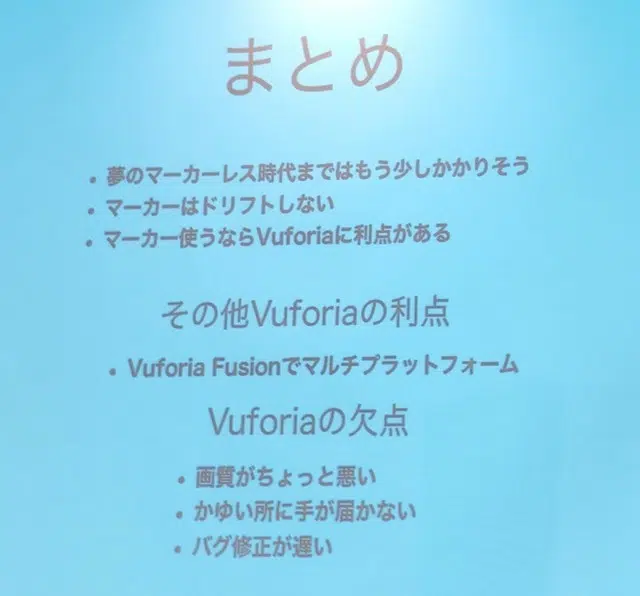 まとめ
• 夢のマーカーレス時代まではもう少しかかりそう
• マーカーはドリフトしない
• マーカー使うならVuforiaに利点がある
その他Vuforiaの利点
• Vuforia Fusionでマルチプラットフォーム
Vuforiaの欠点
• 画質がちょっと悪い
• かゆい所に手が届かない
• バグ修正が遅い